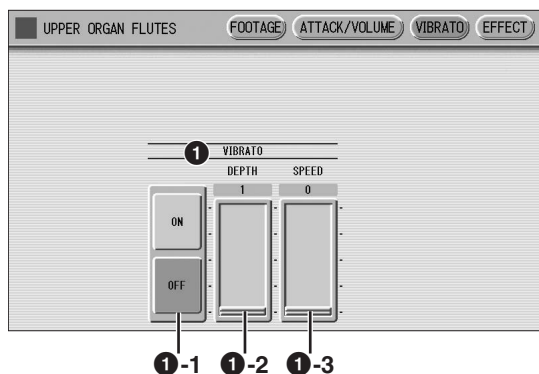 UPPER ORGAN FLUTES FOOTAGE ATTACK/VOLUME VIBRATO EFFECT
1 VIBRATO
DEPTH SPEED
1 0
ON
OFF
1-1 1-2 1-3